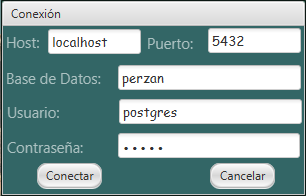 Conexión
Host: localhost Puerto: 5432
Base de Datos: perzan
Usuario: postgres
Contraseña: •••••
Conectar Cancelar